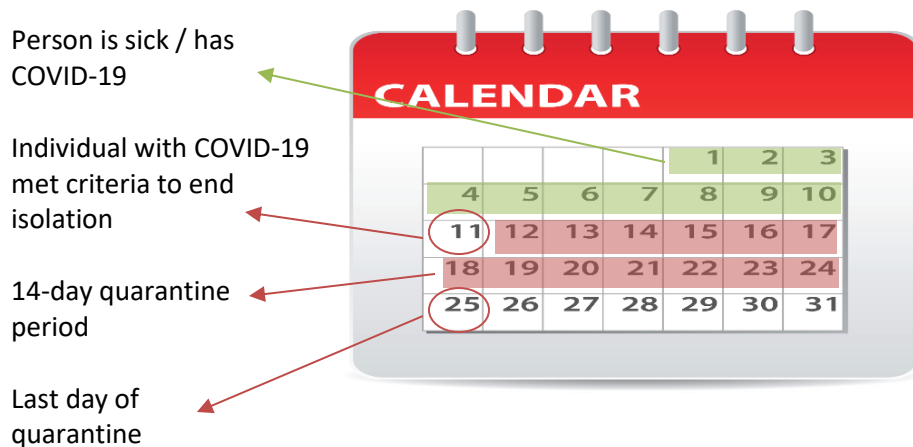 Person is sick / has
COVID-19
Individual with COVID-19
met criteria to end
isolation
14-day quarantine
period
Last day of
quarantine
CALENDAR
1 2 3
4 5 6 7 8 9 10
11 12 13 14 15 16 17
18 19 20 21 22 23 24
25 26 27 28 29 30 31